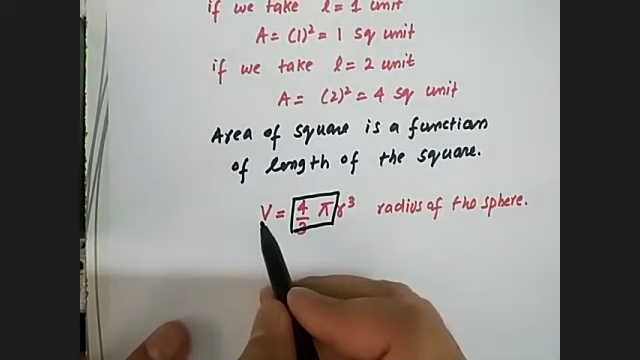 if we take l = 1 unit
A = (1)² = 1 sq unit
if we take l = 2 unit
A = (2)² = 4 sq unit
Area of square is a function
of length of the square.
V = 4/3 π r³ radius of the sphere.